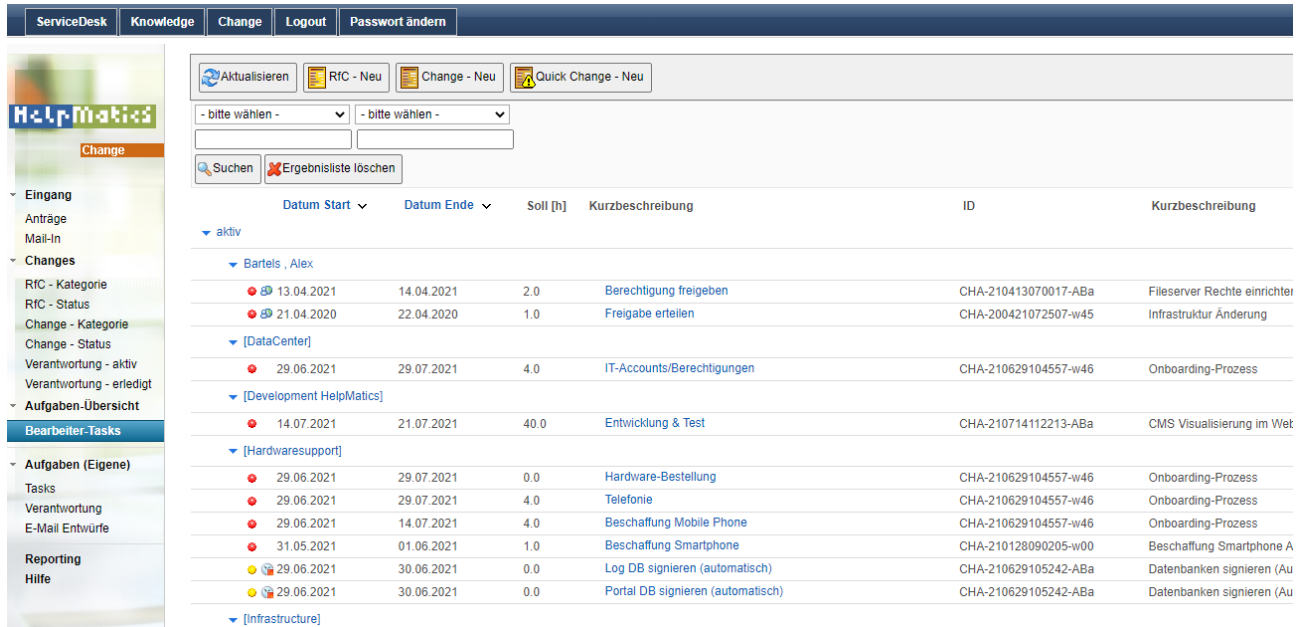 ServiceDesk Knowledge Change Logout Passwort ändern
HelpMatics
Change
Eingang
Anträge
Mail-In
Changes
RfC - Kategorie
RfC - Status
Change - Kategorie
Change - Status
Verantwortung - aktiv
Verantwortung - erledigt
Aufgaben-Übersicht
Bearbeiter-Tasks
Aufgaben (Eigene)
Tasks
Verantwortung
E-Mail Entwürfe
Reporting
Hilfe
Aktualisieren RfC - Neu Change - Neu Quick Change - Neu
- bitte wählen - - bitte wählen -
Suchen Ergebnisliste löschen
Datum Start Datum Ende Soll [h] Kurzbeschreibung ID Kurzbeschreibung
aktiv
Bartels , Alex
13.04.2021 14.04.2021 2.0 Berechtigung freigeben CHA-210413070017-ABa Fileserver Rechte einrichten
21.04.2020 22.04.2020 1.0 Freigabe erteilen CHA-200421072507-w45 Infrastruktur Änderung
[DataCenter]
29.06.2021 29.07.2021 4.0 IT-Accounts/Berechtigungen CHA-210629104557-w46 Onboarding-Prozess
[Development HelpMatics]
14.07.2021 21.07.2021 40.0 Entwicklung & Test CHA-210714112213-ABa CMS Visualisierung im Web
[Hardwaresupport]
29.06.2021 29.07.2021 0.0 Hardware-Bestellung CHA-210629104557-w46 Onboarding-Prozess
29.06.2021 29.07.2021 4.0 Telefonie CHA-210629104557-w46 Onboarding-Prozess
29.06.2021 14.07.2021 4.0 Beschaffung Mobile Phone CHA-210629104557-w46 Onboarding-Prozess
31.05.2021 01.06.2021 1.0 Beschaffung Smartphone CHA-210128090205-w00 Beschaffung Smartphone A
29.06.2021 30.06.2021 0.0 Log DB signieren (automatisch) CHA-210629105242-ABa Datenbanken signieren (Au
29.06.2021 30.06.2021 0.0 Portal DB signieren (automatisch) CHA-210629105242-ABa Datenbanken signieren (Au
[Infrastructure]